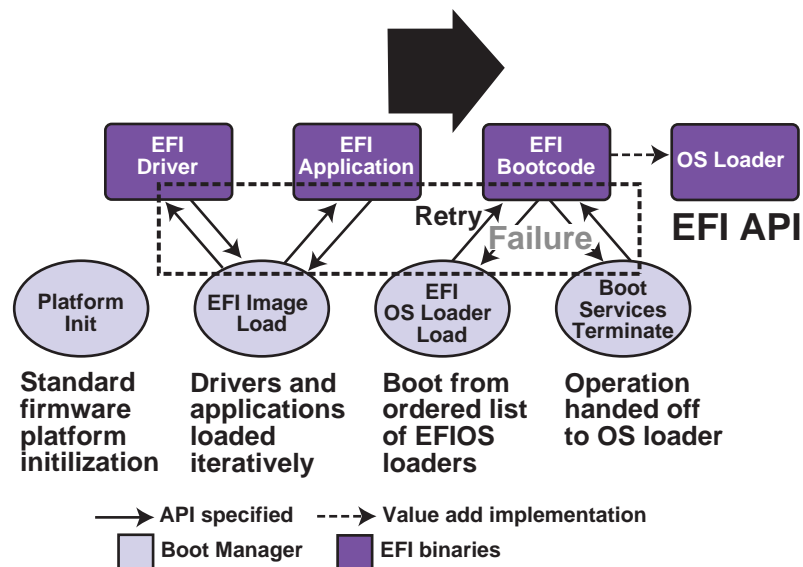 EFI
Driver
EFI
Application
EFI
Bootcode
OS Loader
EFI API
Retry
Failure
Platform
Init
EFI Image
Load
EFI
OS Loader
Load
Boot
Services
Terminate
Standard
firmware
platform
initilization
Drivers and
applications
loaded
iteratively
Boot from
ordered list
of EFIOS
loaders
Operation
handed off
to OS loader
API specified
Value add implementation
Boot Manager
EFI binaries